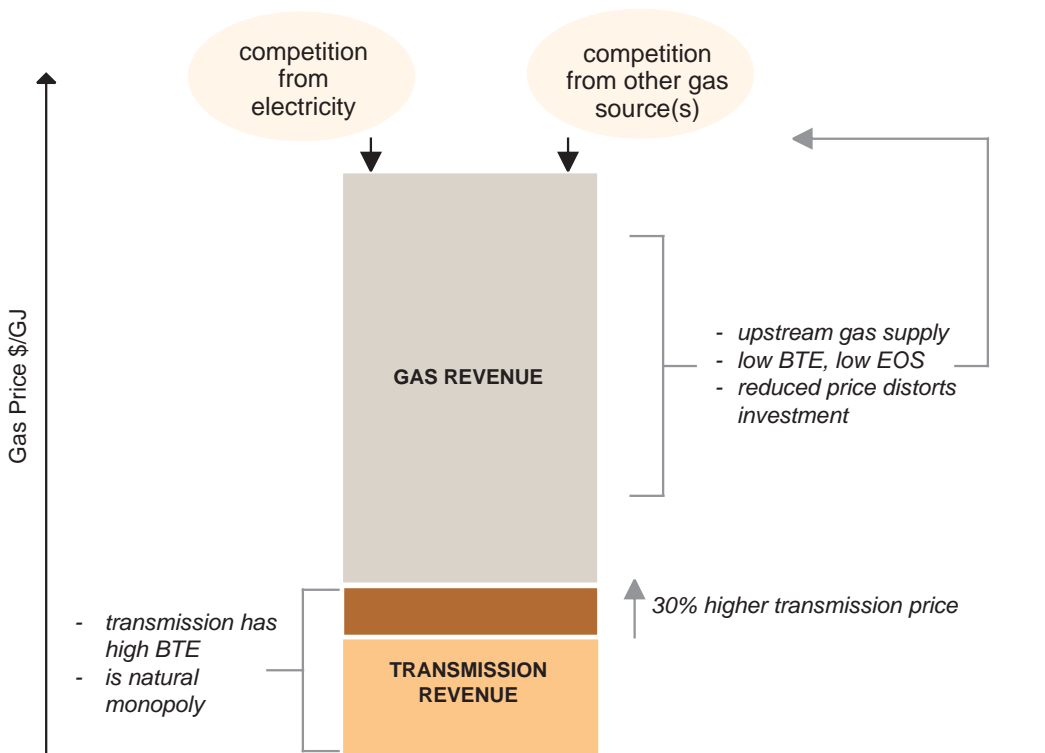 competition
from
electricity
competition
from other gas
source(s)
Gas Price $/GJ
GAS REVENUE
- upstream gas supply
- low BTE, low EOS
- reduced price distorts
investment
30% higher transmission price
- transmission has
high BTE
- is natural
monopoly
TRANSMISSION
REVENUE